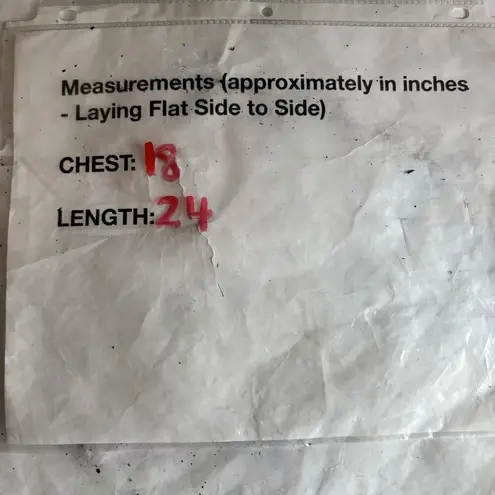 Measurements (approximately in inches
- Laying Flat Side to Side)
CHEST: 18
LENGTH: 24